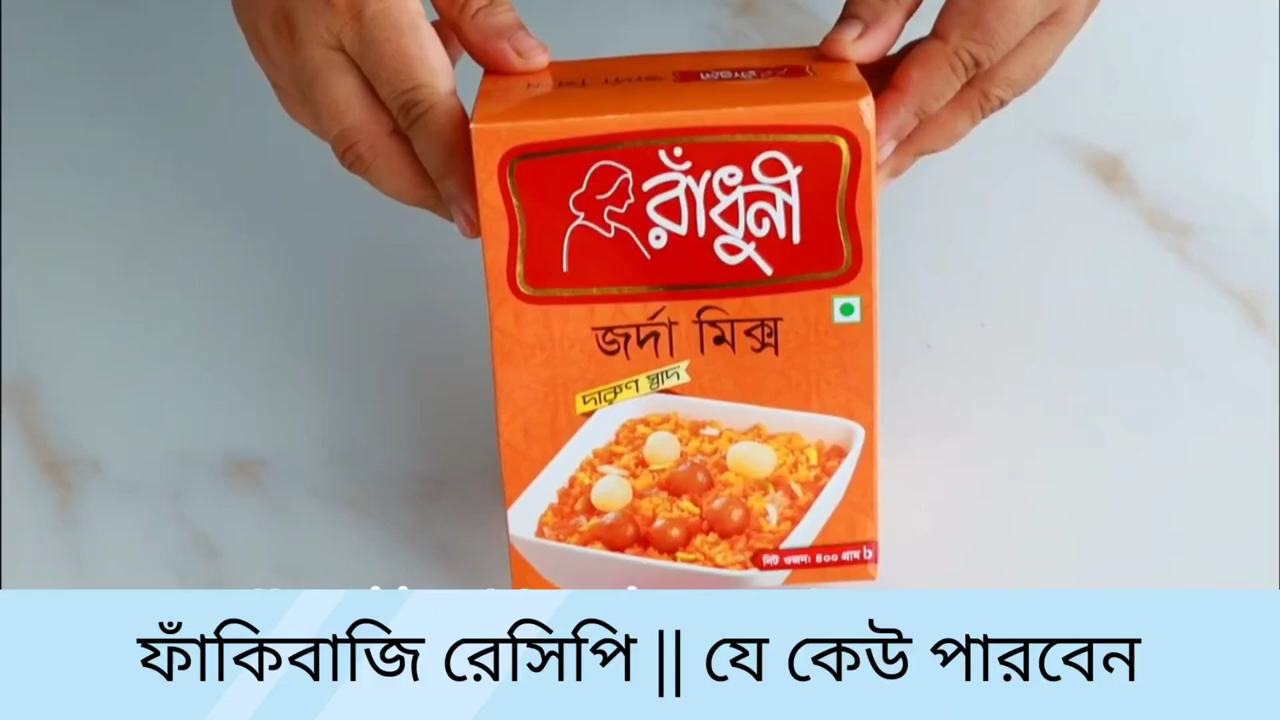 রাঁধুনী
জর্দা মিক্স
দারুণ স্বাদ
নিট ওজন: ৪০০ গ্রাম
ফাঁকিবাজি রেসিপি || যে কেউ পারবেন